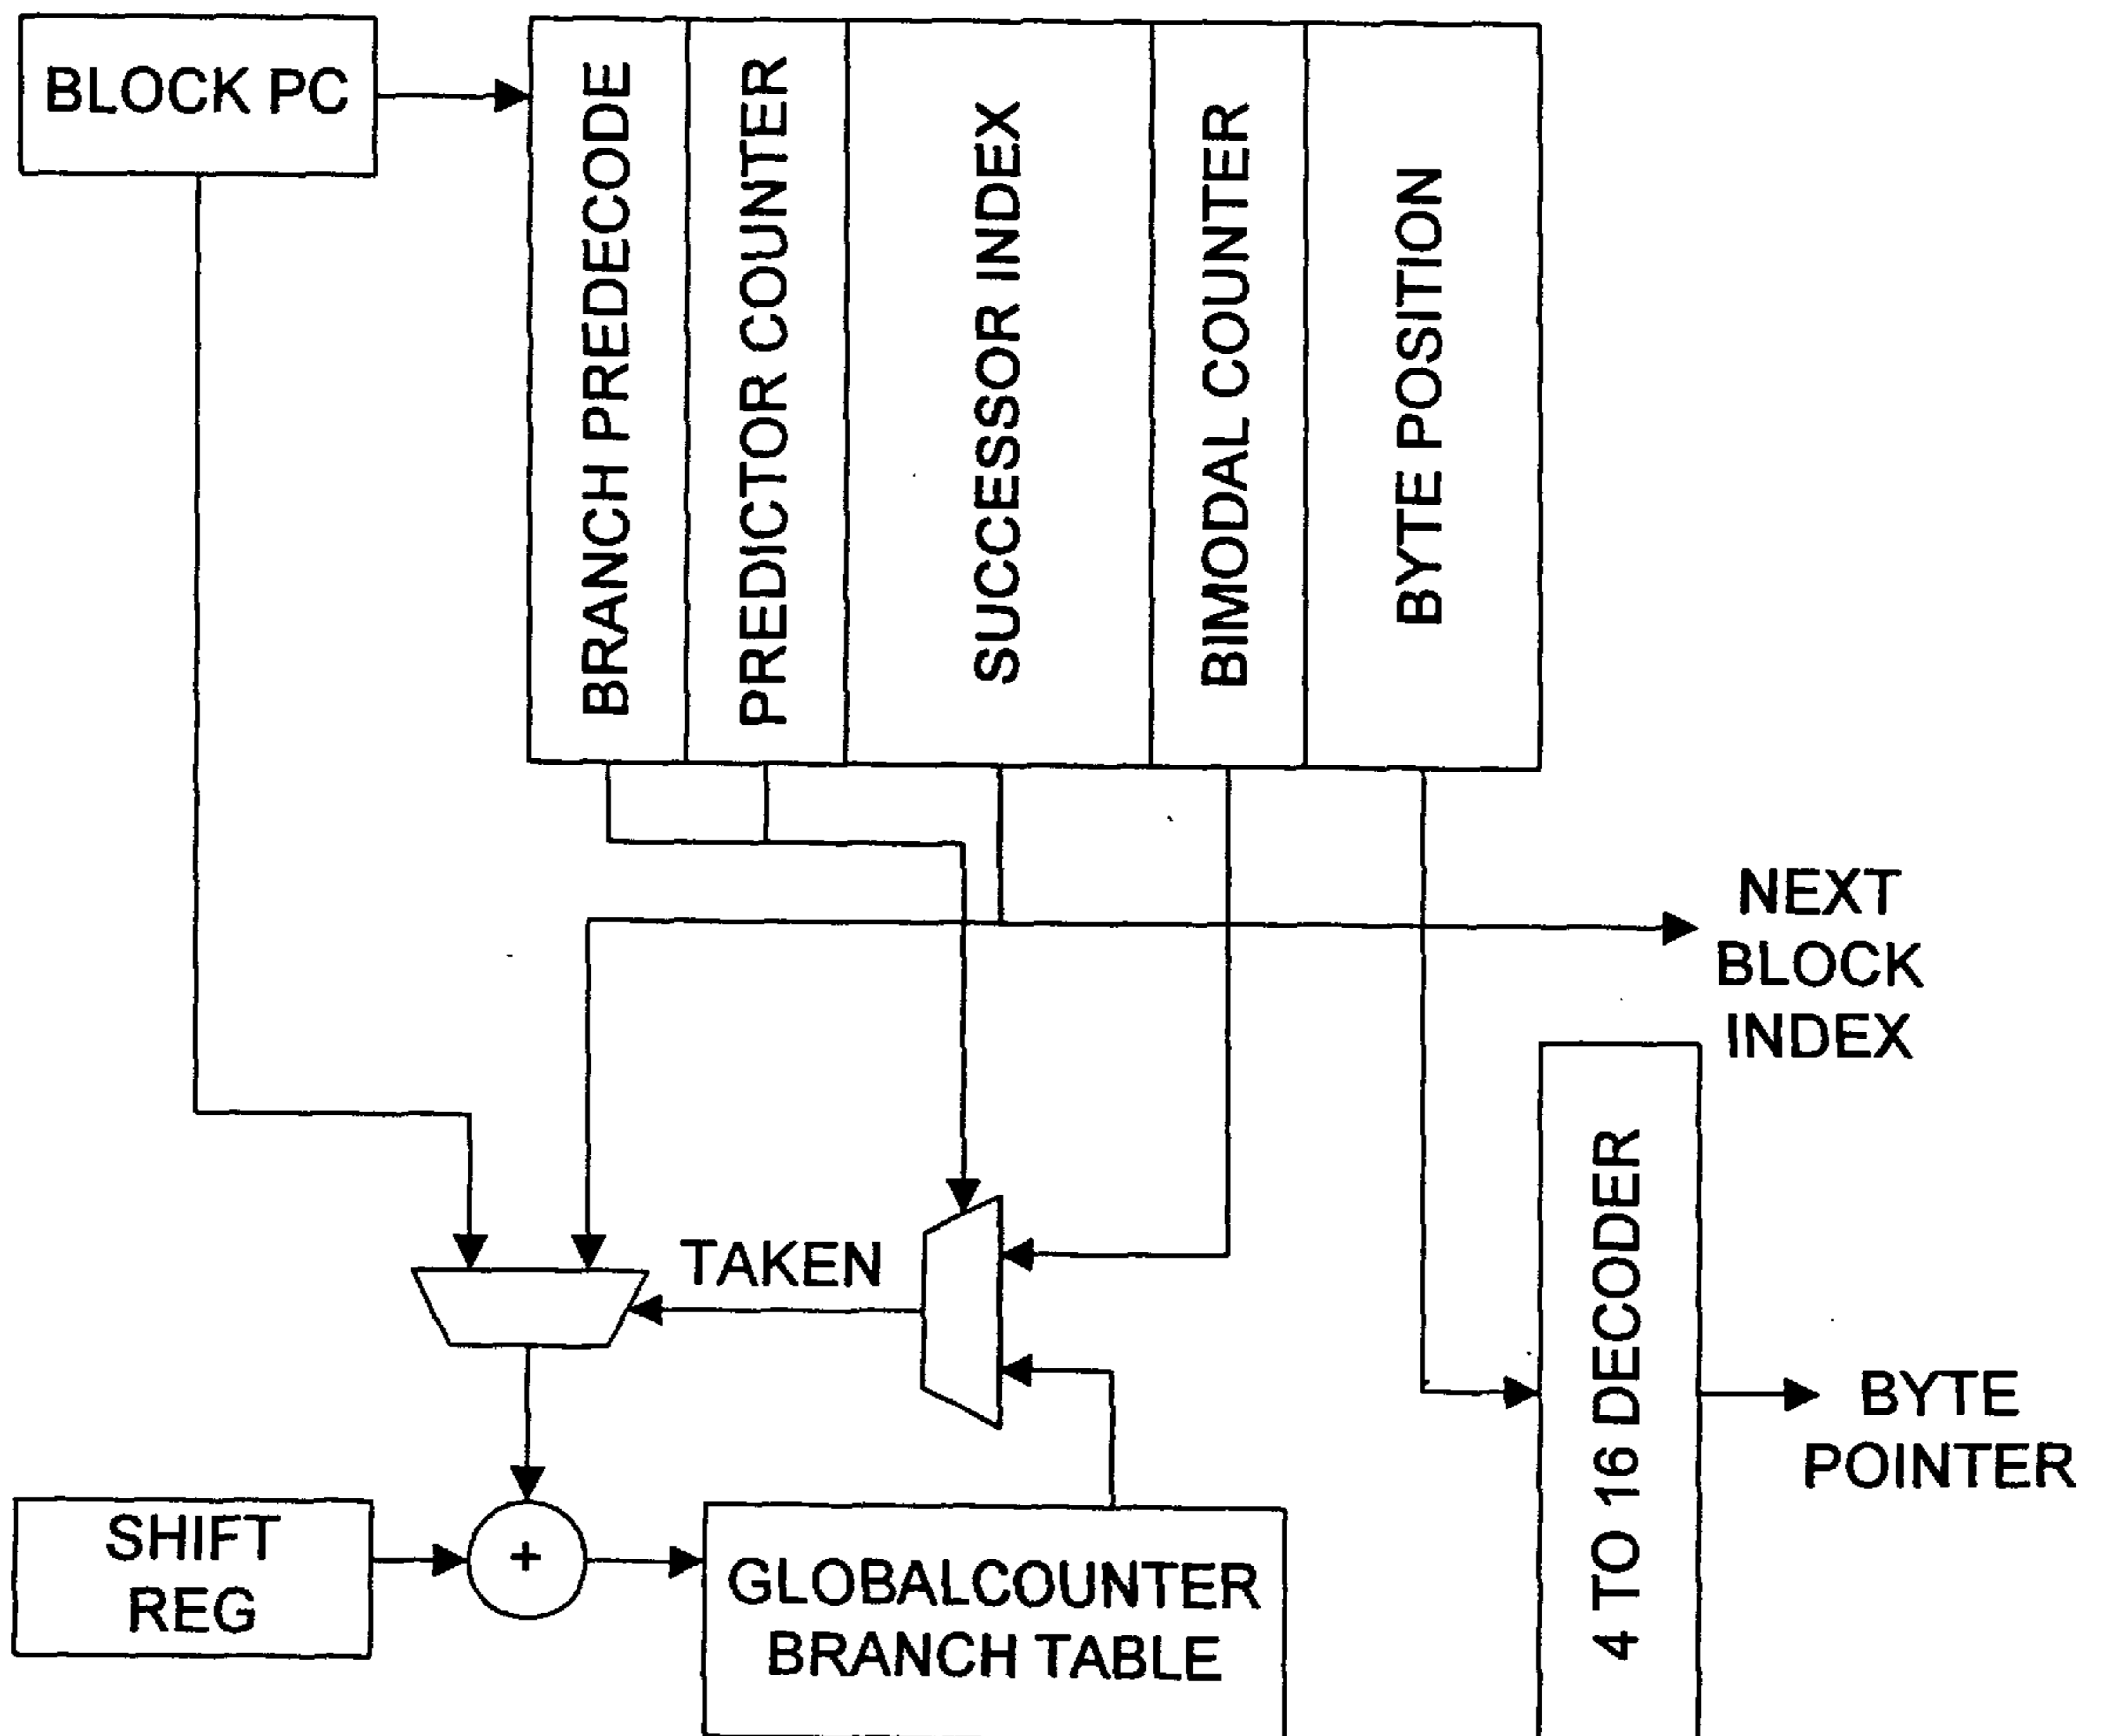 BLOCK PC
BRANCH PREDECODE
PREDICTOR COUNTER
SUCCESSOR INDEX
BIMODAL COUNTER
BYTE POSITION
NEXT
BLOCK
INDEX
TAKEN
4 TO 16 DECODER
BYTE
POINTER
SHIFT
REG
+
GLOBALCOUNTER
BRANCH TABLE